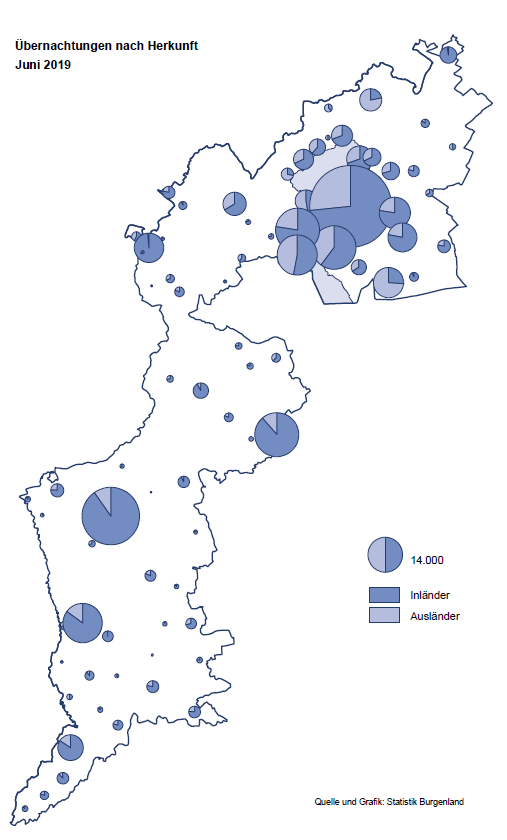 Übernachtungen nach Herkunft
Juni 2019
14.000
Inländer
Ausländer
Quelle und Grafik: Statistik Burgenland